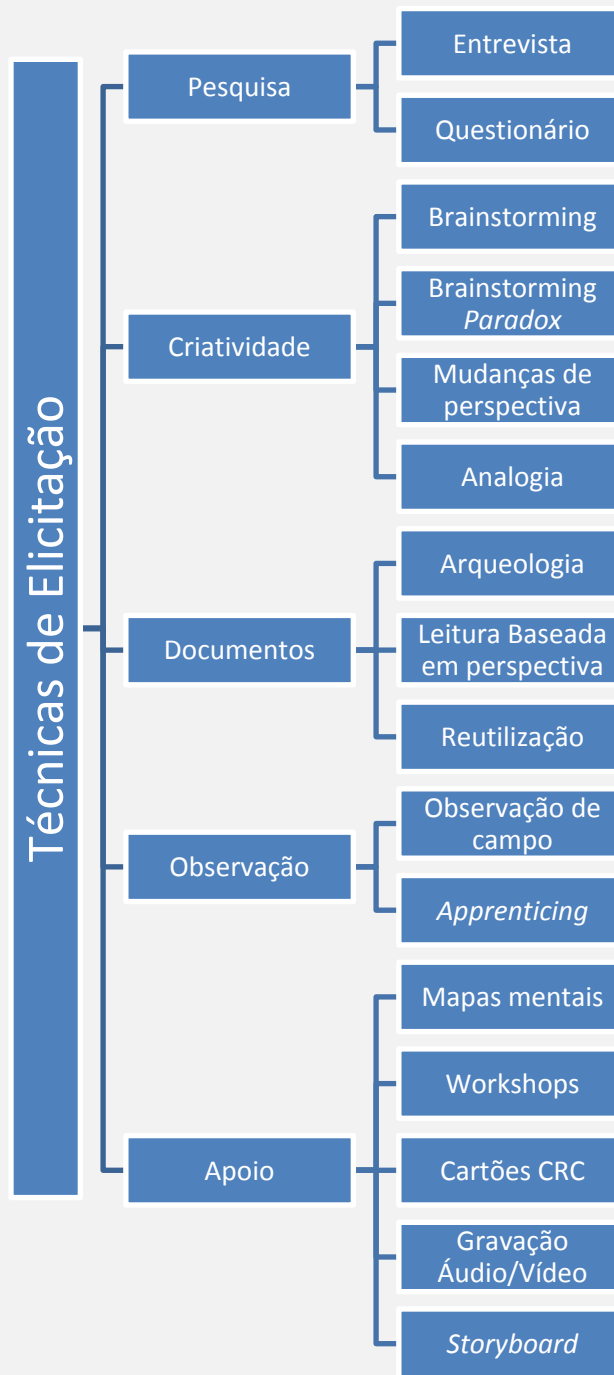 Técnicas de Elicitação
Pesquisa
Entrevista
Questionário
Criatividade
Brainstorming
Brainstorming
Paradox
Mudanças de
perspectiva
Analogia
Documentos
Arqueologia
Leitura Baseada
em perspectiva
Reutilização
Observação
Observação de
campo
Apprenticing
Apoio
Mapas mentais
Workshops
Cartões CRC
Gravação
Áudio/Vídeo
Storyboard